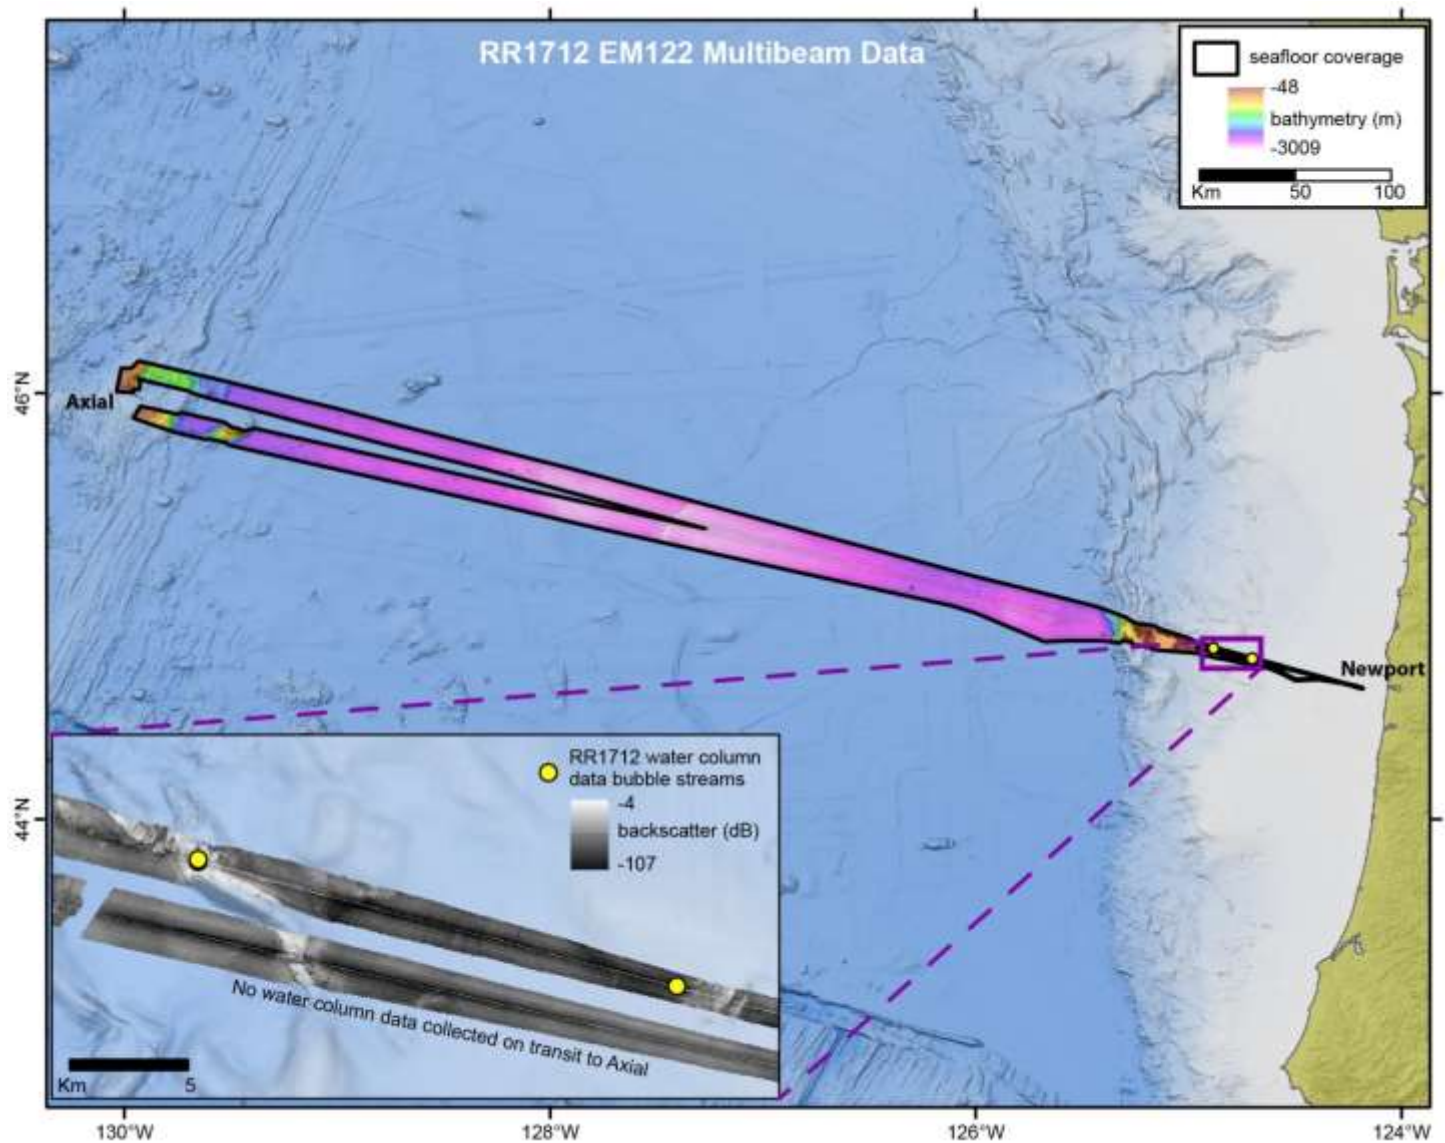 RR1712 EM122 Multibeam Data
seafloor coverage
-48
bathymetry (m)
-3009
Km 50 100
46°N
Axial
Newport
44°N
RR1712 water column
data bubble streams
-4
backscatter (dB)
-107
No water column data collected on transit to Axial
Km 5
130°W 128°W 126°W 124°W